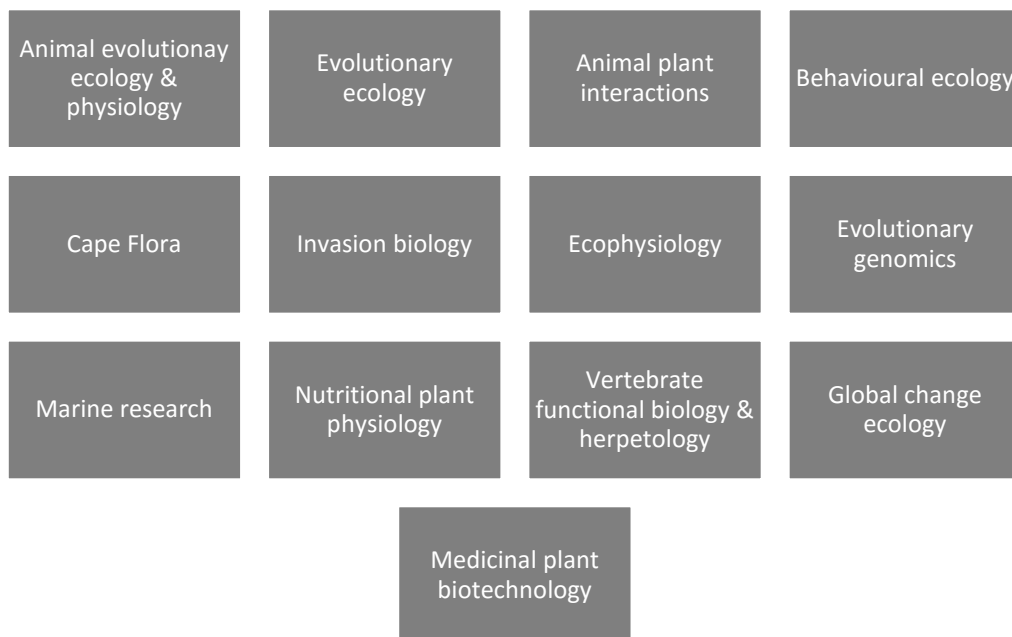 Animal evolutionay
ecology &
physiology
Evolutionary
ecology
Animal plant
interactions
Behavioural ecology
Cape Flora
Invasion biology
Ecophysiology
Evolutionary
genomics
Marine research
Nutritional plant
physiology
Vertebrate
functional biology &
herpetology
Global change
ecology
Medicinal plant
biotechnology